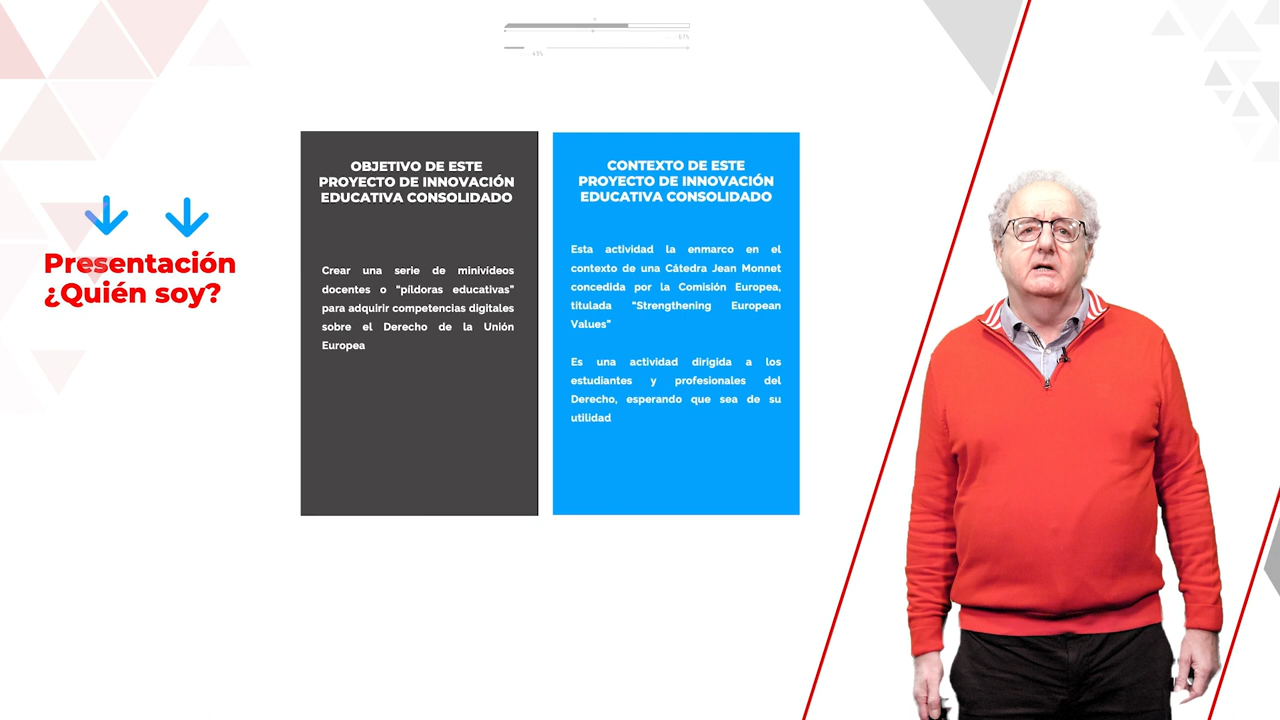 67%
49%
Presentación
¿Quién soy?
OBJETIVO DE ESTE
PROYECTO DE INNOVACIÓN
EDUCATIVA CONSOLIDADO
Crear una serie de minivídeos
docentes o "píldoras educativas"
para adquirir competencias digitales
sobre el Derecho de la Unión
Europea
CONTEXTO DE ESTE
PROYECTO DE INNOVACIÓN
EDUCATIVA CONSOLIDADO
Esta actividad la enmarco en el
contexto de una Cátedra Jean Monnet
concedida por la Comisión Europea,
titulada "Strengthening European
Values"
Es una actividad dirigida a los
estudiantes y profesionales del
Derecho, esperando que sea de su
utilidad